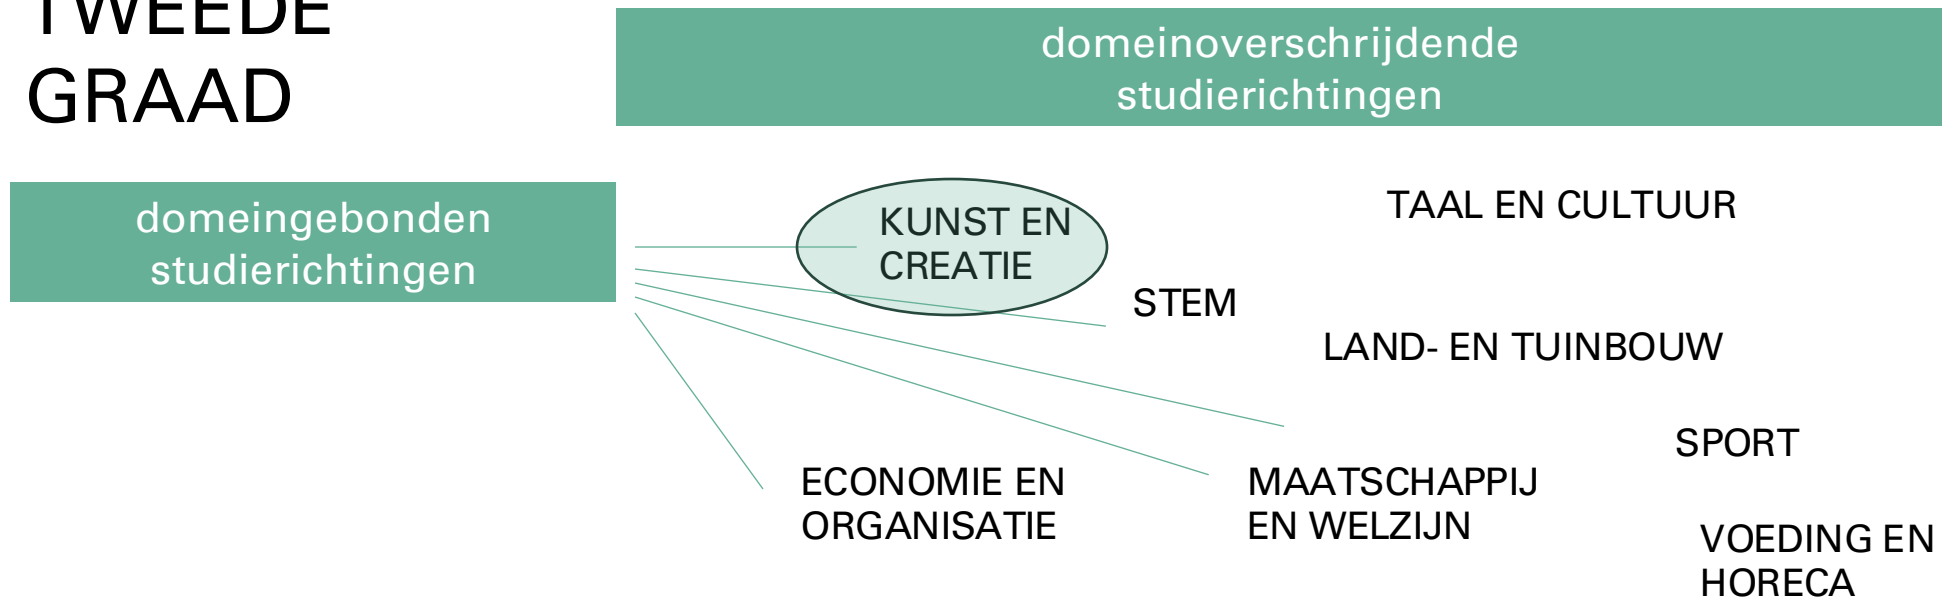 TWEEDE
GRAAD
domeinoverschrijdende
studierichtingen
domeingebonden
studierichtingen
KUNST EN
CREATIE
TAAL EN CULTUUR
STEM
LAND- EN TUINBOUW
SPORT
ECONOMIE EN
ORGANISATIE
MAATSCHAPPIJ
EN WELZIJN
VOEDING EN
HORECA